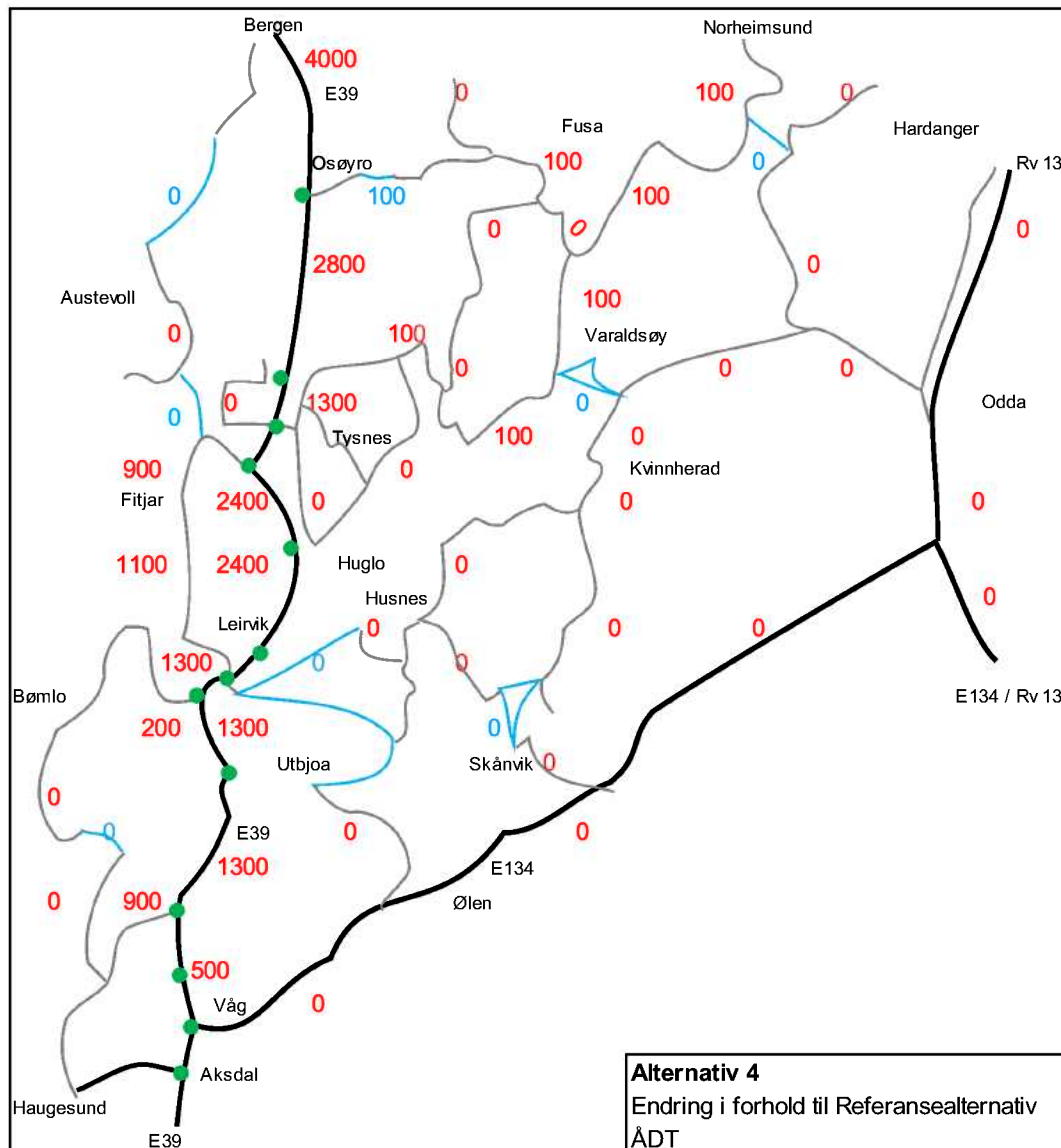 Bergen
Norheimsund
4000
E39
0
100
0
Fusa
Hardanger
Osøyro
100
Rv 13
0
0
100
100
0
0
0
2800
0
Austevoll
100
0
100
Varaldsøy
0
0
0
0
0
0
1300
0
Odda
Tysnes
100
0
900
0
Kvinnherad
Fitjar
2400
0
0
0
1100
2400
Huglo
0
Husnes
0
Leirvik
0
0
0
1300
0
0
Bømlo
E134 / Rv 13
200
1300
0
Utbjoa
Skånvik
0
0
0
E39
0
0
1300
E134
0
900
Ølen
500
Våg
0
Aksdal
Alternativ 4
Haugesund
Endring i forhold til Referansealternativ
E39
ÅDT